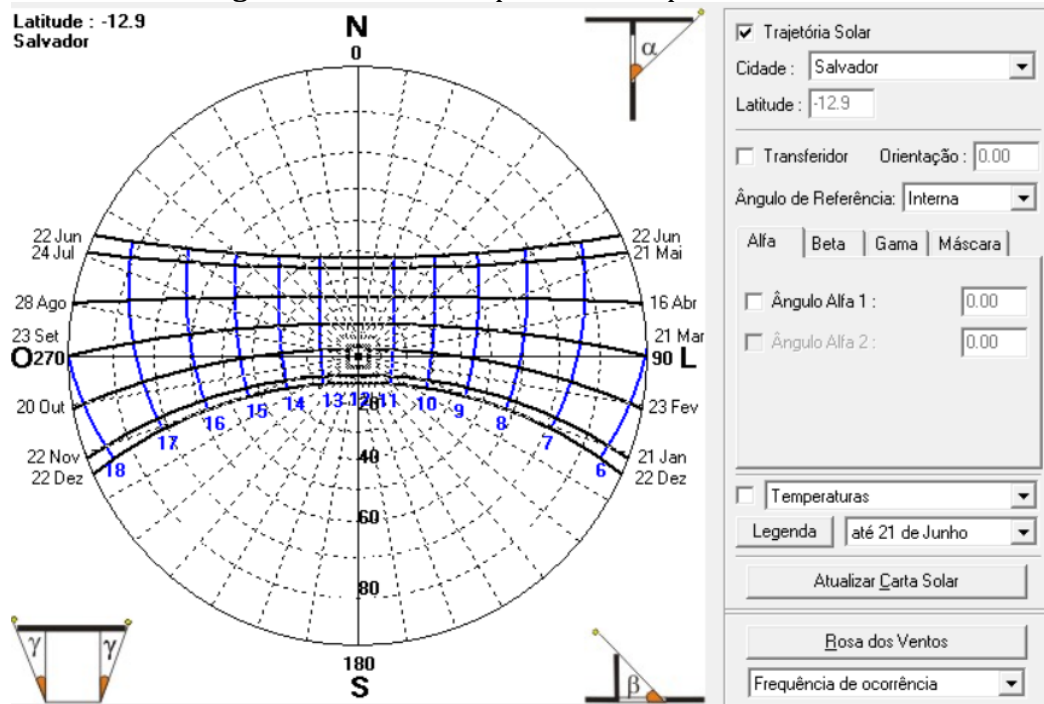 Latitude : -12.9
Salvador
N
0
α
22 Jun
24 Jul
28 Ago
23 Set
O 270
20 Out
22 Nov
22 Dez
22 Jun
21 Mai
16 Abr
21 Mar
90 L
23 Fev
21 Jan
22 Dez
18 17 16 15 14 13 12 11 10 9 8 7 6
20
40
60
80
180
S
γ γ
β
Trajetória Solar
Cidade : Salvador
Latitude : -12.9
Transferidor Orientação : 0.00
Ângulo de Referência: Interna
Alfa Beta Gama Máscara
Ângulo Alfa 1 : 0.00
Ângulo Alfa 2 : 0.00
Temperaturas
Legenda até 21 de Junho
Atualizar Carta Solar
Rosa dos Ventos
Frequência de ocorrência